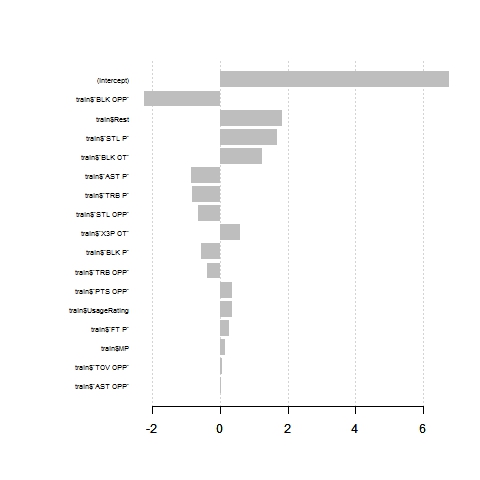 (Intercept)
train$`BLK OPP`
train$Rest
train$`STL P`
train$`BLK OT`
train$`AST P`
train$`TRB P`
train$`STL OPP`
train$`X3P OT`
train$`BLK P`
train$`TRB OPP`
train$`PTS OPP`
train$UsageRating
train$`FT P`
train$MP
train$`TOV OPP`
train$`AST OPP`
-2 0 2 4 6